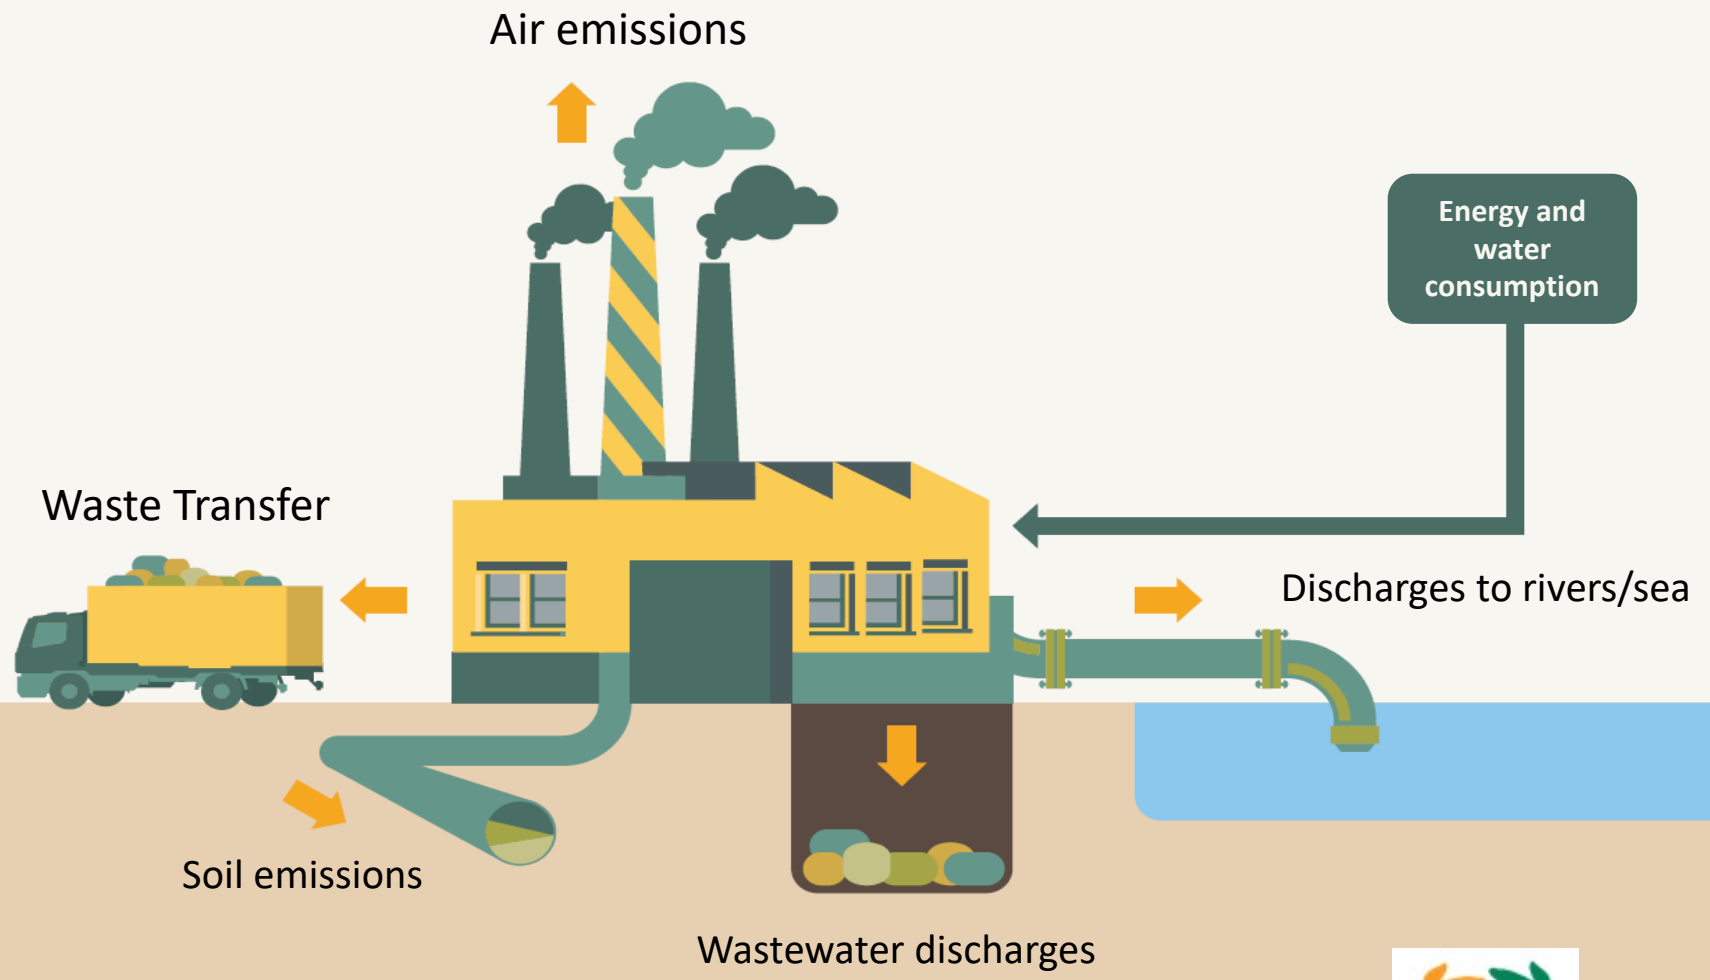 Air emissions
Energy and
water
consumption
Waste Transfer
Discharges to rivers/sea
Soil emissions
Wastewater discharges